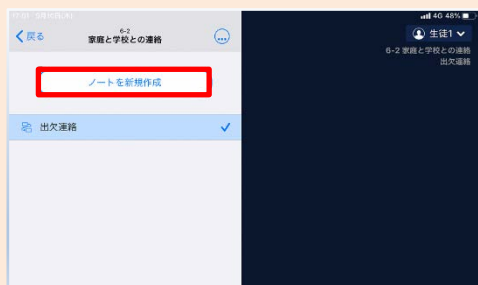 4G 48%
戻る
6-2
家庭と学校との連絡
生徒1
6-2 家庭と学校との連絡
出欠連絡
ノートを新規作成
出欠連絡